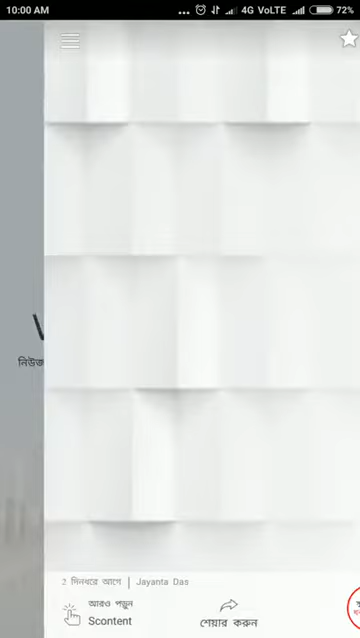 10:00 AM ... 4G VoLTE 72%
নিউজ
2 দিনধরে আগে | Jayanta Das
আরও পড়ুন
Scontent
শেয়ার করুন